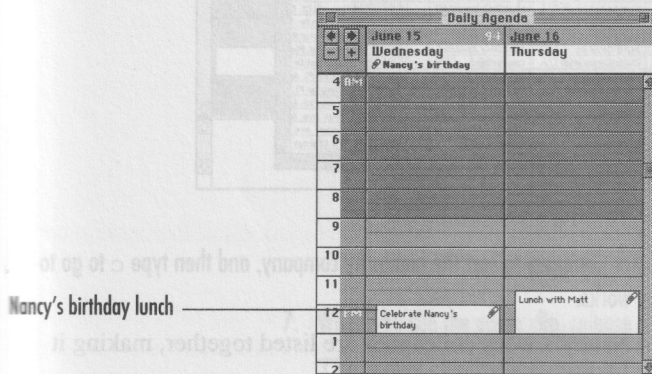 Daily Agenda
June 15 94 June 16
Wednesday Thursday
Nancy's birthday
4 AM
5
6
7
8
9
10
11
Lunch with Matt
Nancy's birthday lunch
12 PM Celebrate Nancy's
birthday
1
2